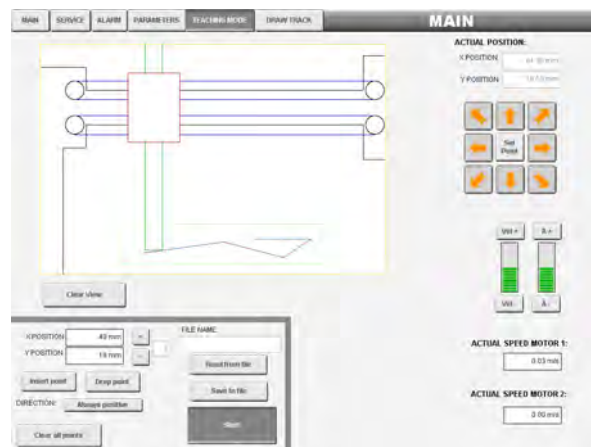 MAIN SERVICE ALARM PARAMETERS TEACHING MODE DRAW TRACK MAIN
ACTUAL POSITION:
X POSITION
Y POSITION
Set
Point
Vel + A +
Vel - A -
Clear view
X POSITION 49 mm +
Y POSITION 19 mm -
FILE NAME
Insert point Drop point
DIRECTION: Always positive
Clear all points
Read from file
Save to file
Start
ACTUAL SPEED MOTOR 1:
0.03 m/s
ACTUAL SPEED MOTOR 2:
0.00 m/s